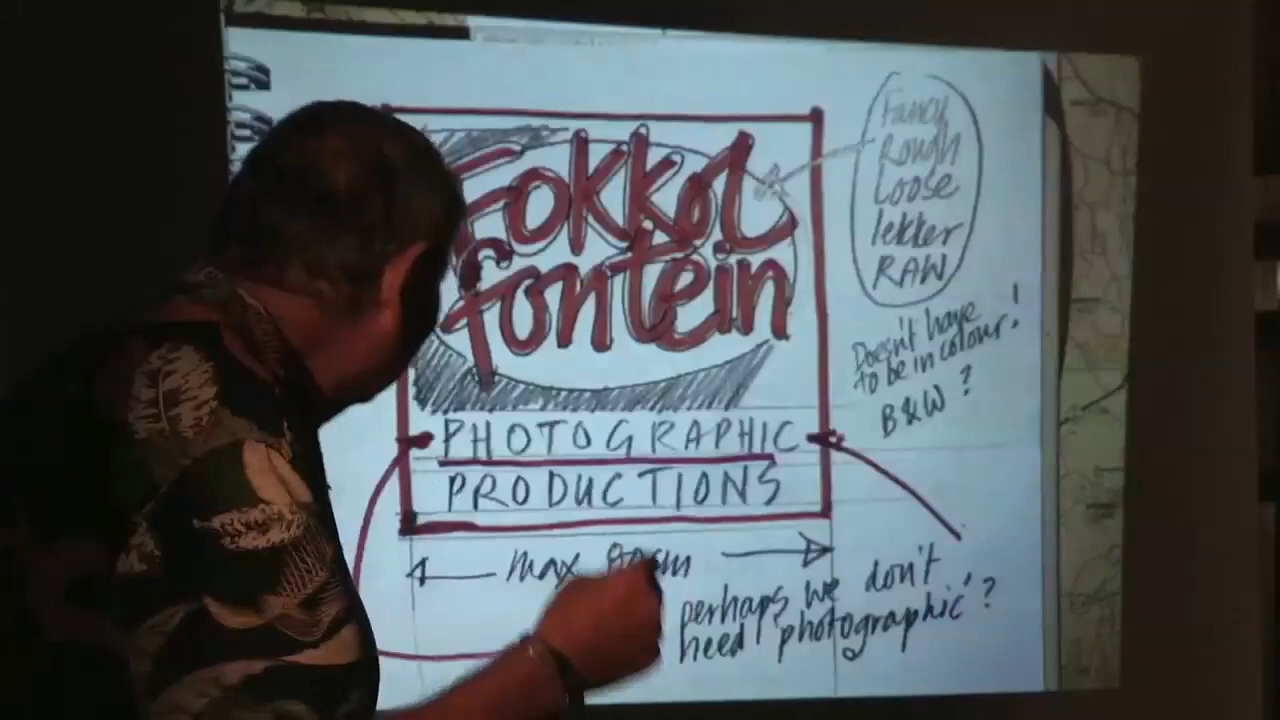 Fokkol
fontein
PHOTOGRAPHIC
PRODUCTIONS
max
Fancy
Rough
Loose
lekker
RAW
Doesn't have
to be in colour!
B&W?
perhaps we don't
need 'photographic'?